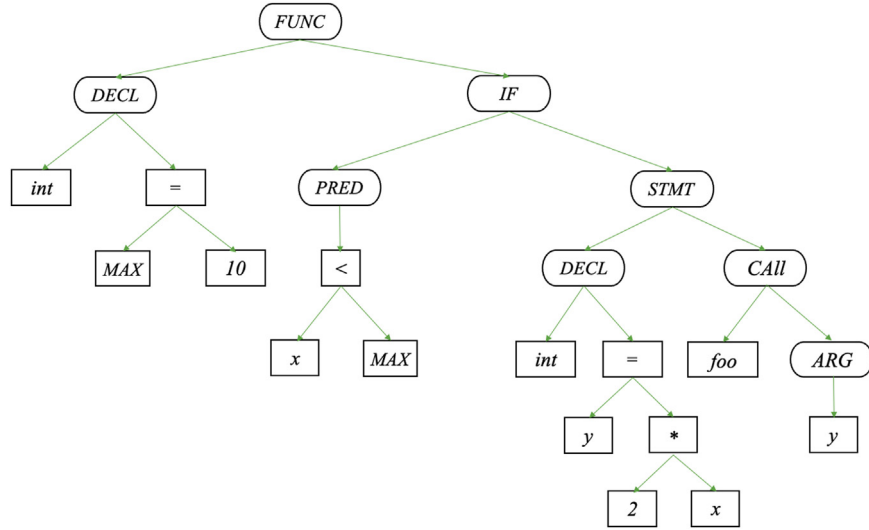 FUNC
DECL IF
int = PRED STMT
MAX 10 < DECL CAll
x MAX int = foo ARG
y * y
2 x